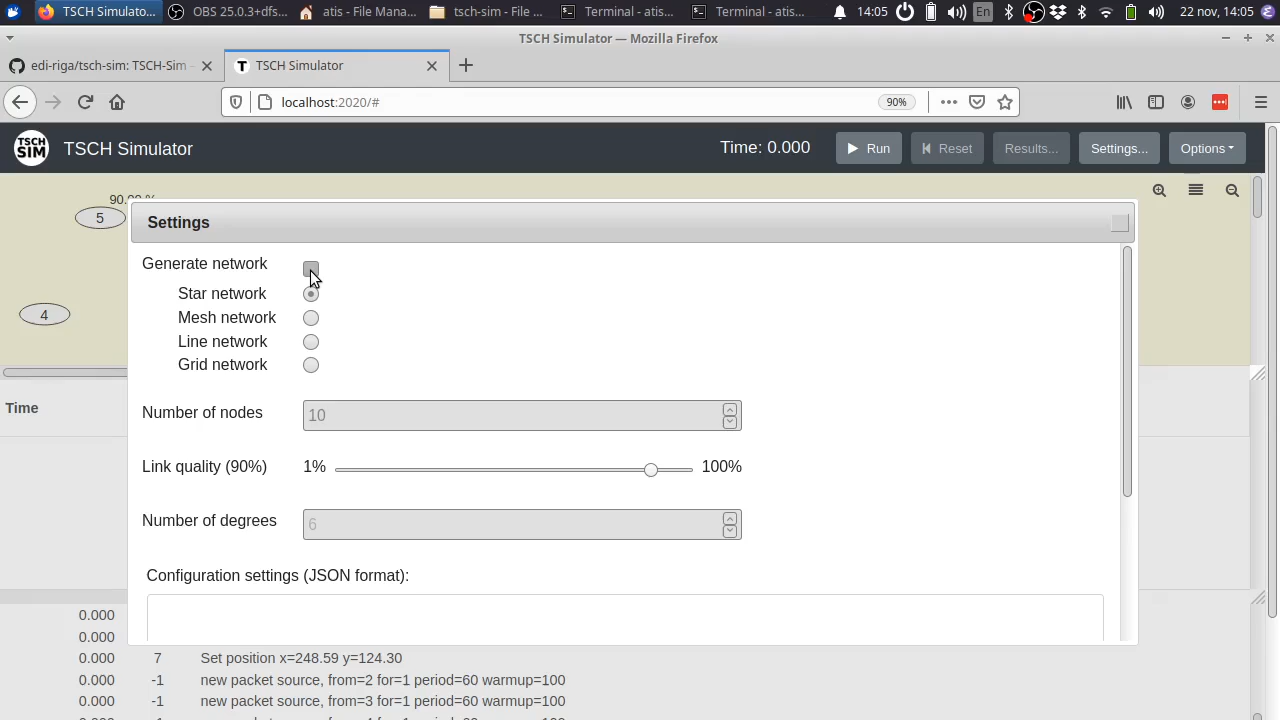 TSCH Simulato...
OBS 25.0.3+dfs...
atis - File Mana...
tsch-sim - File ...
Terminal - atis...
Terminal - atis...
14:05
En
22 nov, 14:05
TSCH Simulator — Mozilla Firefox
edi-riga/tsch-sim: TSCH-Sim –
TSCH Simulator
localhost:2020/#
90%
TSCH SIM
TSCH Simulator
Time: 0.000
Run
Reset
Results...
Settings...
Options
5
4
Settings
Generate network
Star network
Mesh network
Line network
Grid network
Number of nodes
10
Link quality (90%)
1%
100%
Number of degrees
6
Configuration settings (JSON format):
Time
0.000
0.000
0.000 7 Set position x=248.59 y=124.30
0.000 -1 new packet source, from=2 for=1 period=60 warmup=100
0.000 -1 new packet source, from=3 for=1 period=60 warmup=100